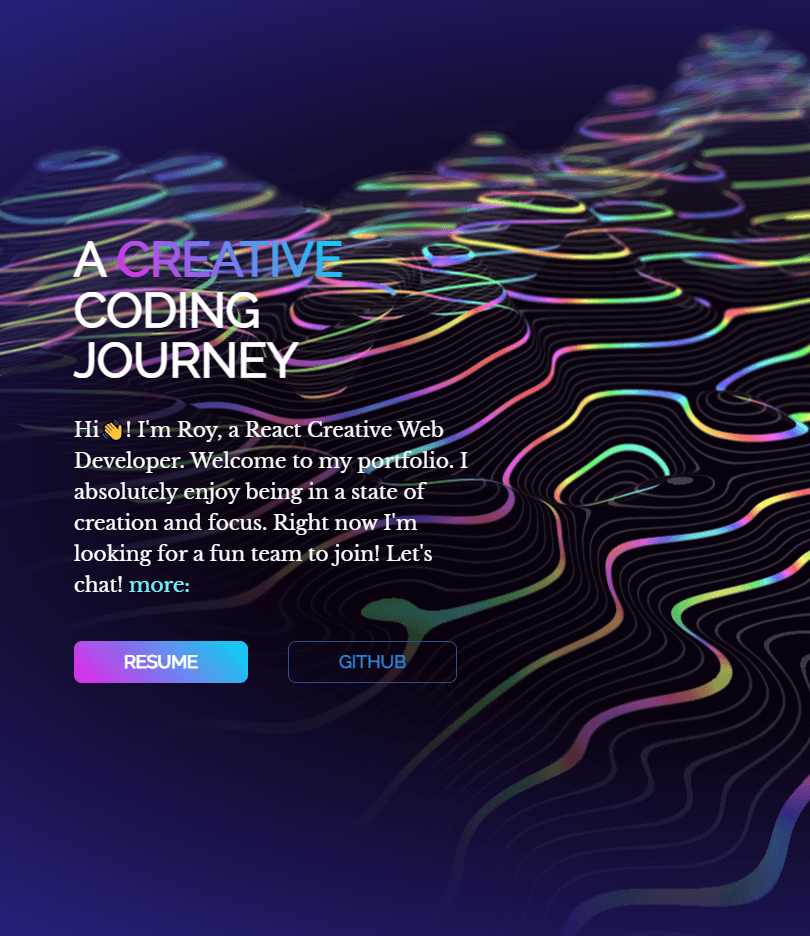 A CREATIVE
CODING
JOURNEY
Hi👋! I'm Roy, a React Creative Web
Developer. Welcome to my portfolio. I
absolutely enjoy being in a state of
creation and focus. Right now I'm
looking for a fun team to join! Let's
chat! more:
RESUME GITHUB